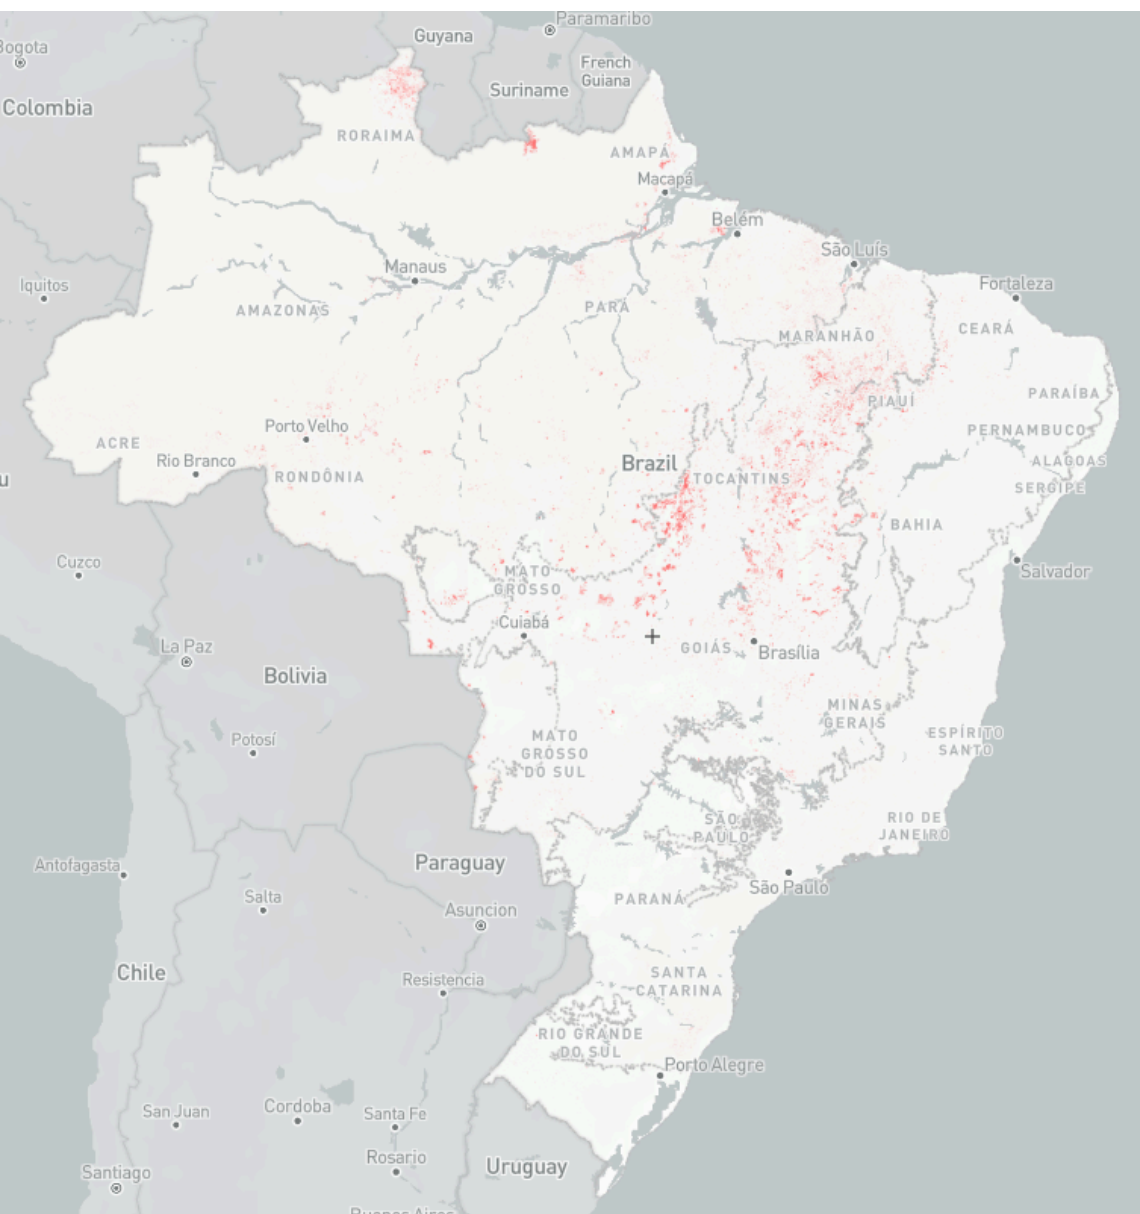 Paramaribo
Guyana
Bogota
French
Guiana
Suriname
Colombia
RORAIMA
AMAPÁ
Macapá
Belém
São Luís
Manaus
Iquitos
Fortaleza
AMAZONAS
PARÁ
CEARÁ
MARANHÃO
PARAÍBA
PIAUÍ
Porto Velho
PERNAMBUCO
ACRE
Rio Branco
Brazil
ALAGOAS
RONDÔNIA
TOCANTINS
u
SERGIPE
BAHIA
Cuzco
MATO
GROSSO
Salvador
Cuiabá
La Paz
GOIÁS
Brasília
Bolivia
MINAS
GERAIS
Potosí
MATO
GROSSO
DO SUL
ESPÍRITO
SANTO
SÃO
PAULO
RIO DE
JANEIRO
Antofagasta
Paraguay
São Paulo
Salta
PARANÁ
Asuncion
Chile
Resistencia
SANTA
CATARINA
RIO GRANDE
DO SUL
Porto Alegre
San Juan
Cordoba
Santa Fe
Rosario
Uruguay
Santiago
Buenos Aires